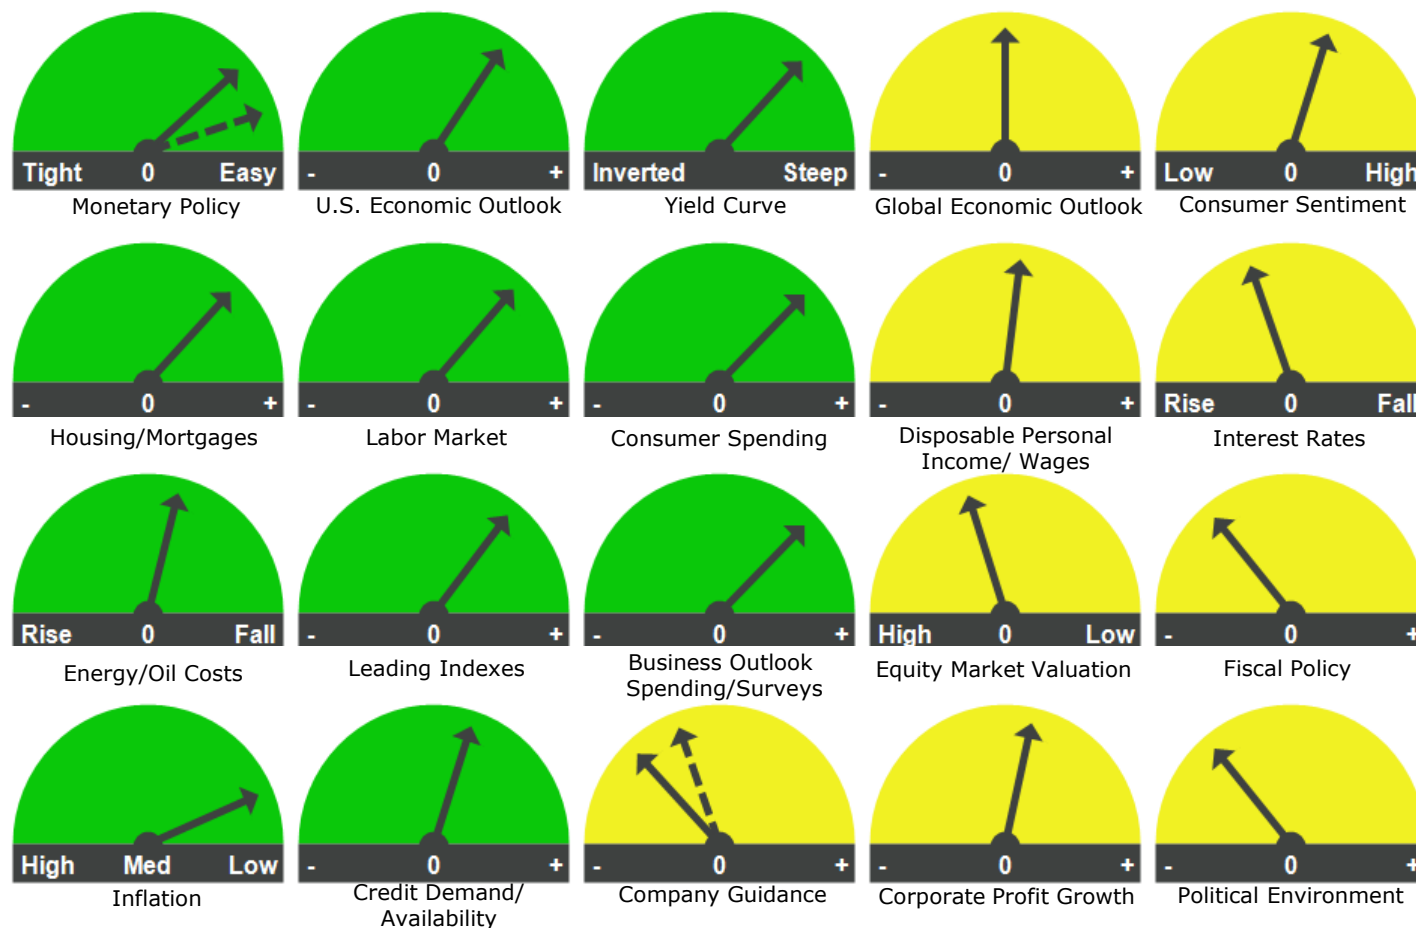 Tight 0 Easy
Monetary Policy
- 0 +
U.S. Economic Outlook
Inverted Steep
Yield Curve
- 0 +
Global Economic Outlook
Low 0 High
Consumer Sentiment
- 0 +
Housing/Mortgages
- 0 +
Labor Market
- 0 +
Consumer Spending
- 0 +
Disposable Personal
Income/ Wages
Rise 0 Fall
Interest Rates
Rise 0 Fall
Energy/Oil Costs
- 0 +
Leading Indexes
- 0 +
Business Outlook
Spending/Surveys
High 0 Low
Equity Market Valuation
- 0 +
Fiscal Policy
High Med Low
Inflation
- 0 +
Credit Demand/
Availability
- 0 +
Company Guidance
- 0 +
Corporate Profit Growth
- 0 +
Political Environment